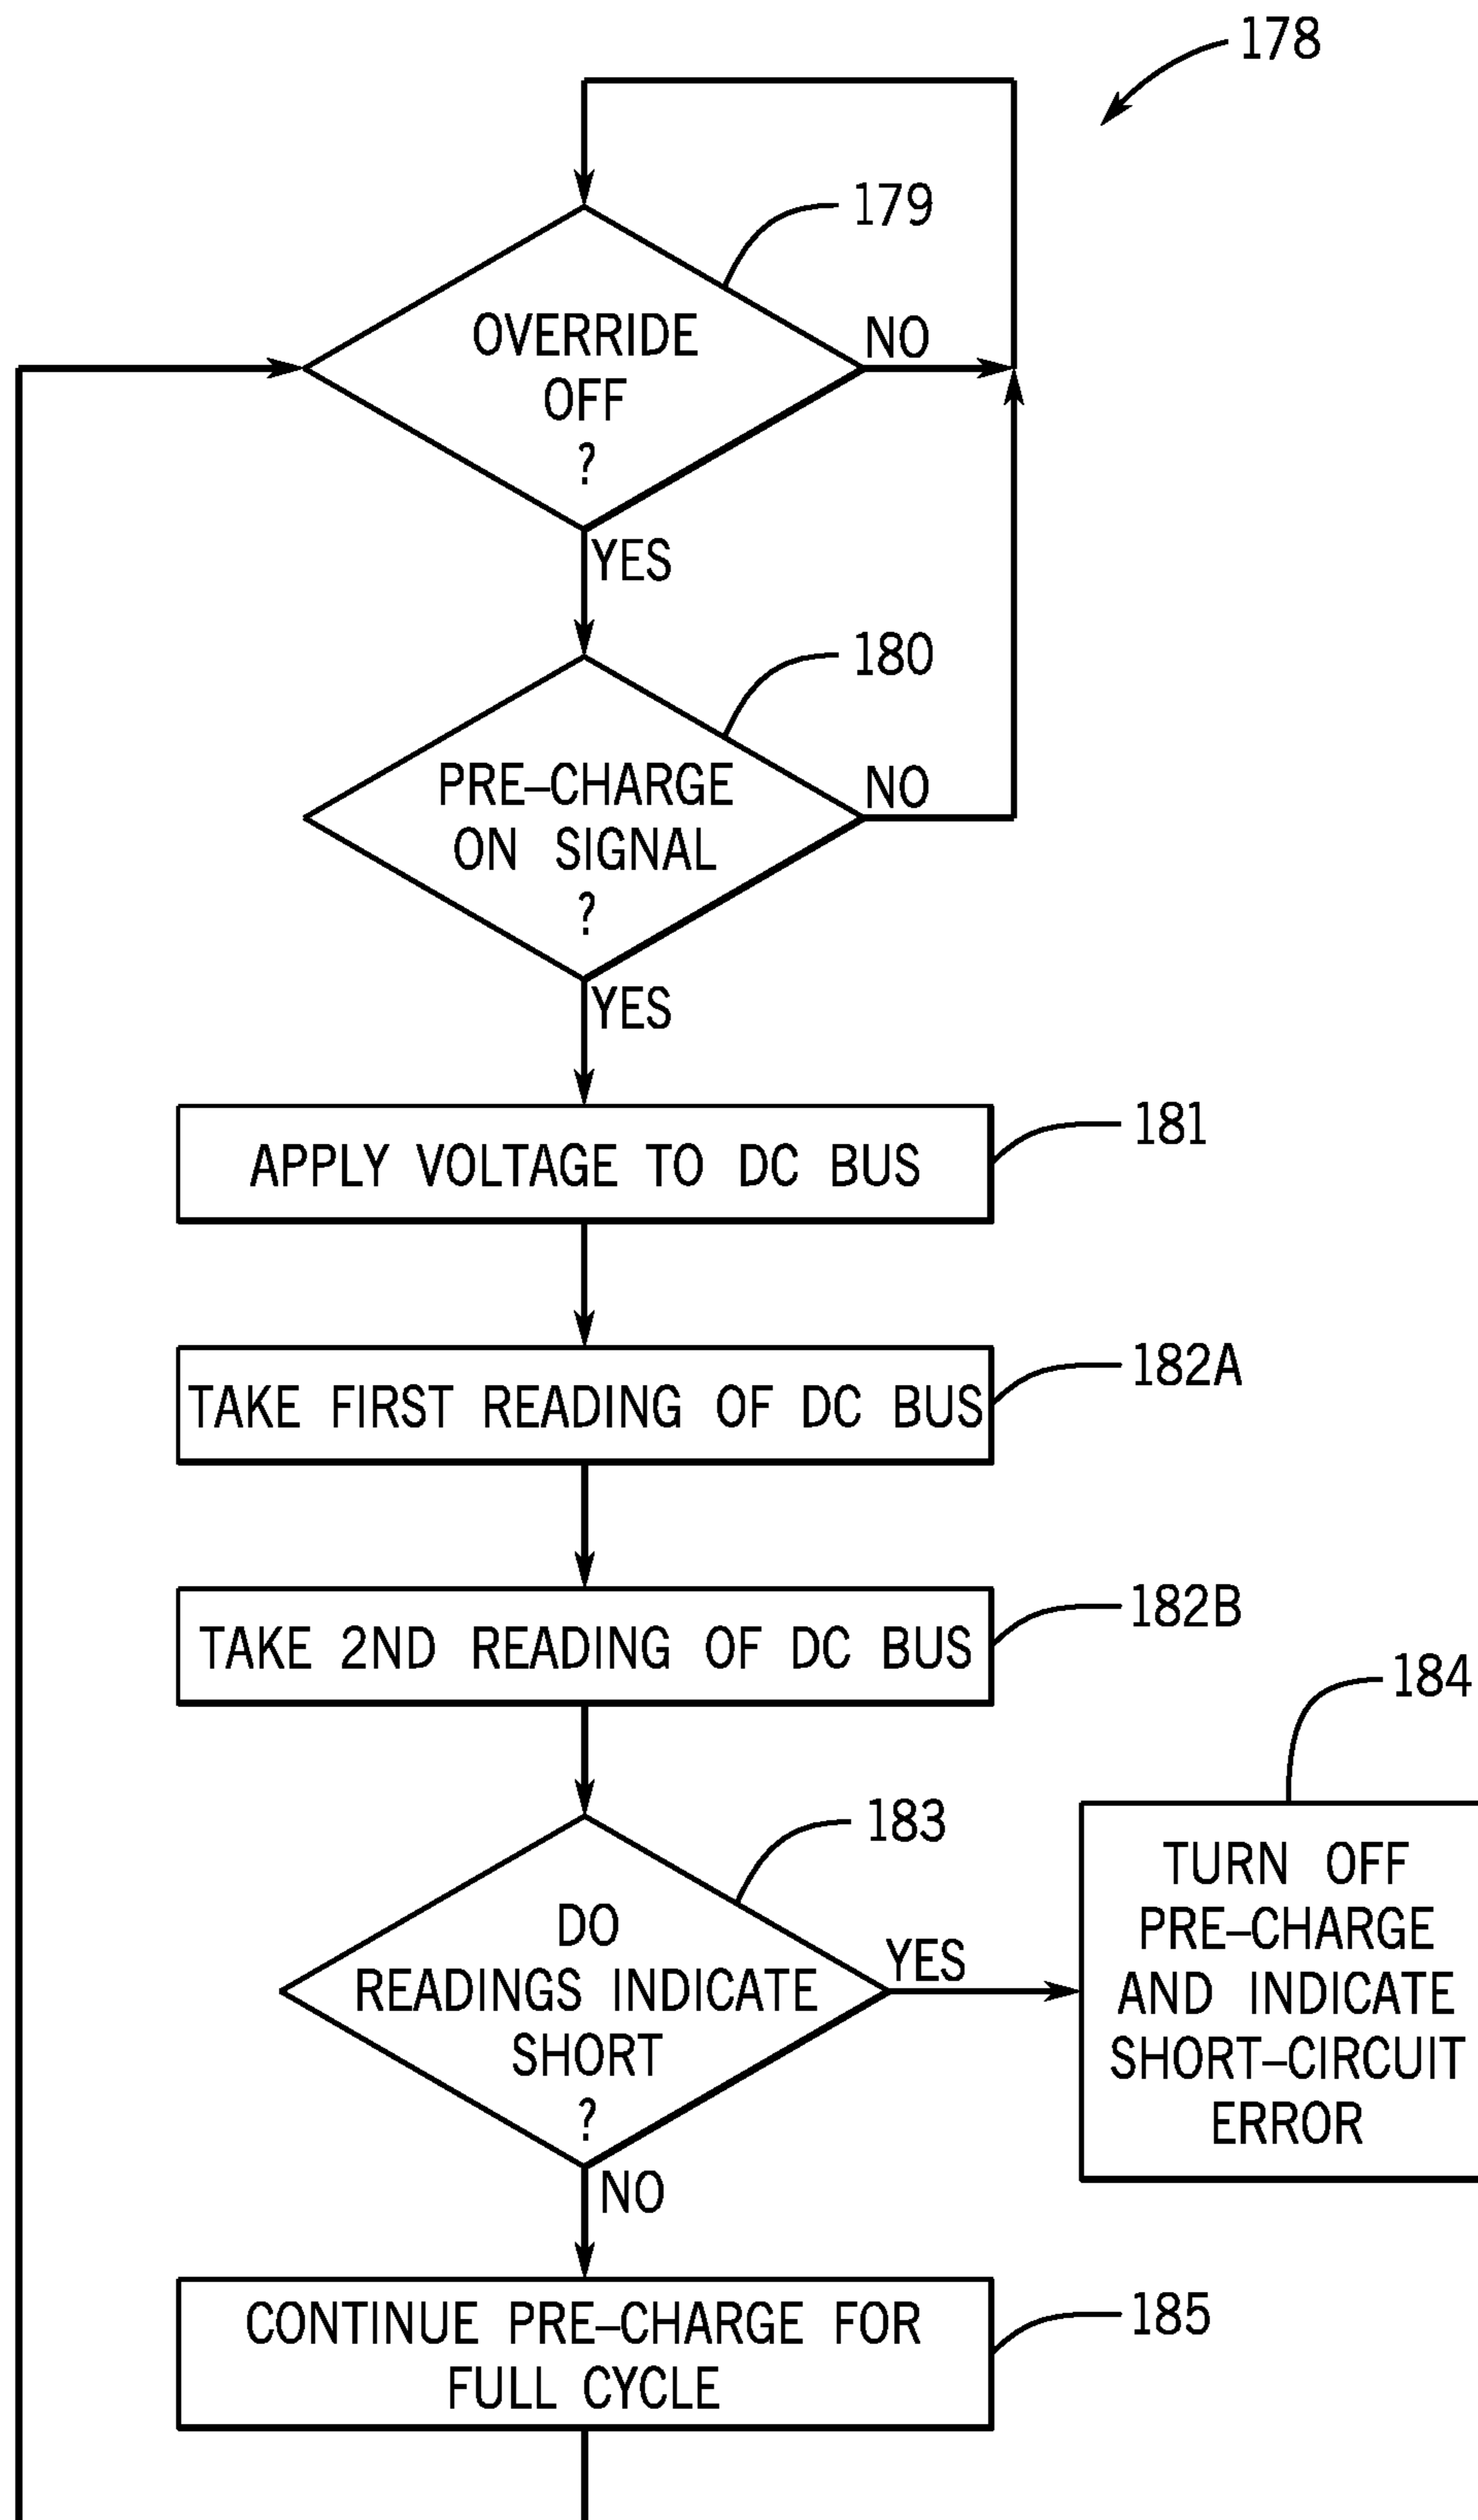 178
179
OVERRIDE
OFF
?
NO
YES
180
PRE-CHARGE
ON SIGNAL
?
NO
YES
181
APPLY VOLTAGE TO DC BUS
182A
TAKE FIRST READING OF DC BUS
182B
TAKE 2ND READING OF DC BUS
184
183
DO
READINGS INDICATE
SHORT
?
YES
TURN OFF
PRE-CHARGE
AND INDICATE
SHORT-CIRCUIT
ERROR
NO
185
CONTINUE PRE-CHARGE FOR
FULL CYCLE